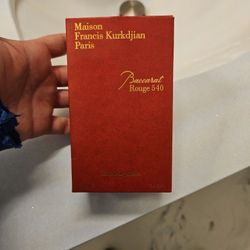 Maison
Francis Kurkdjian
Paris
Baccarat
Rouge 540